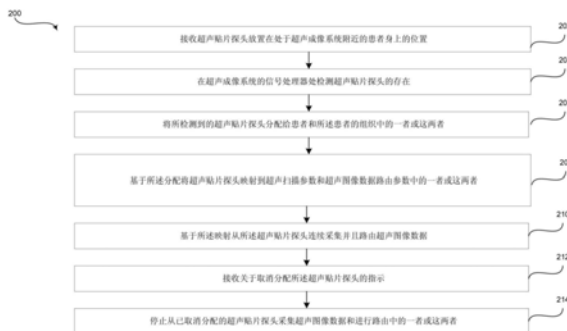 200
接收超声贴片探头放置在处于超声成像系统附近的患者身上的位置
20
在超声成像系统的信号处理器处检测超声贴片探头的存在
20
将所检测到的超声贴片探头分配给患者和所述患者的组织中的一者或这两者
20
基于所述分配将超声贴片探头映射到超声扫描参数和超声图像数据路由参数中的一者或这两者
20
基于所述映射从所述超声贴片探头连续采集并且路由超声图像数据
210
接收关于取消分配所述超声贴片探头的指示
212
停止从已取消分配的超声贴片探头采集超声图像数据和进行路由中的一者或这两者
214